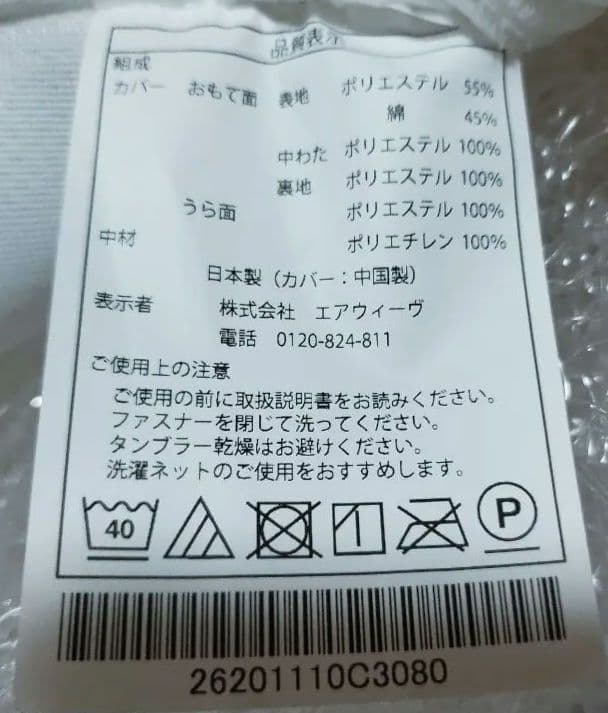 品質表示
組成
カバー おもて面 表地 ポリエステル 55%
綿 45%
中わた ポリエステル 100%
裏地 ポリエステル 100%
うら面 ポリエステル 100%
中材 ポリエチレン 100%
日本製（カバー：中国製）
表示者 株式会社 エアウィーヴ
電話 0120-824-811
ご使用上の注意
ご使用の前に取扱説明書をお読みください。
ファスナーを閉じて洗ってください。
タンブラー乾燥はお避けください。
洗濯ネットのご使用をおすすめします。
40 P
26201110C3080